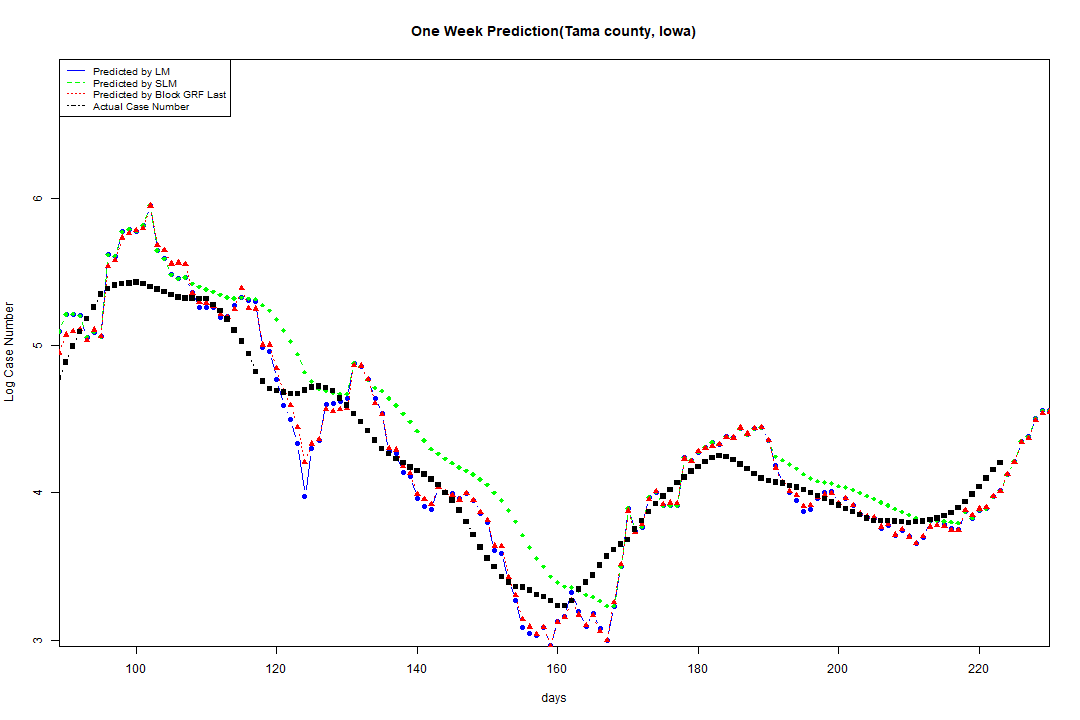 One Week Prediction(Tama county, Iowa)
Predicted by LM
Predicted by SLM
Predicted by Block GRF Last
Actual Case Number
6
5
4
3
Log Case Number
100 120 140 160 180 200 220
days